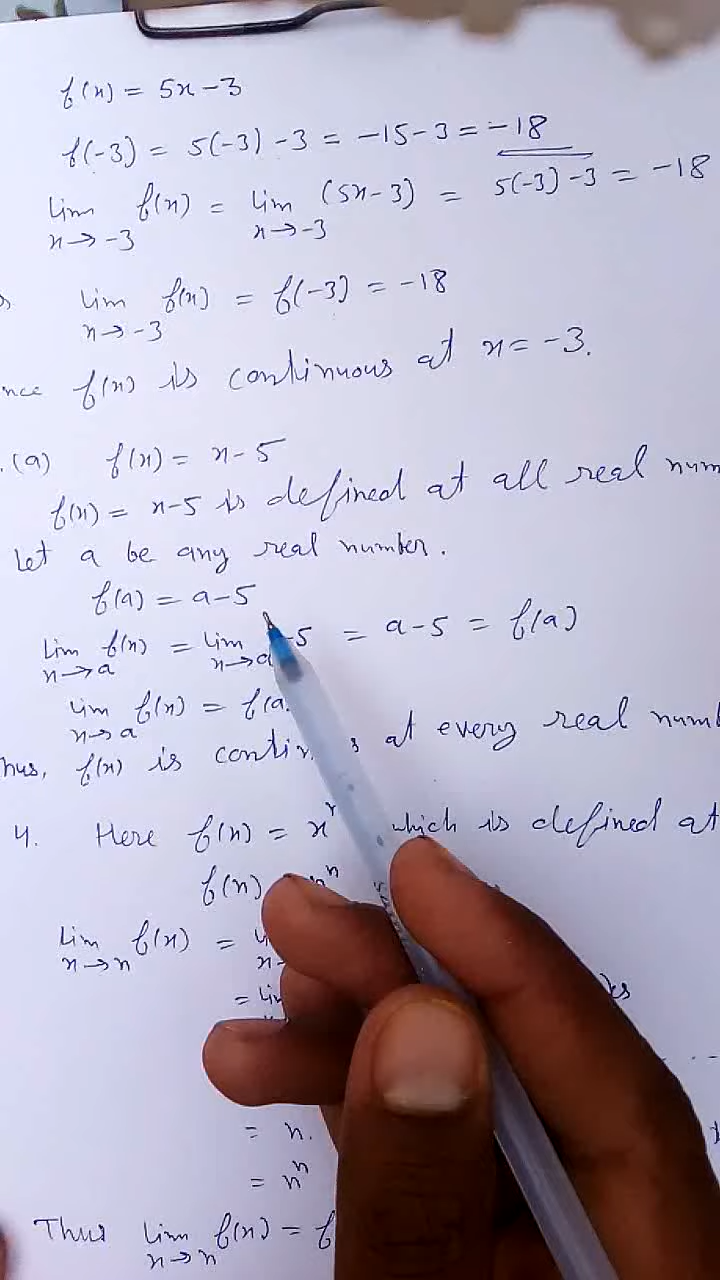 f(x) = 5x-3
f(-3) = 5(-3) -3 = -15-3 = -18
lim x→-3 f(x) = lim x→-3 (5x-3) = 5(-3)-3 = -18
lim x→-3 f(x) = f(-3) = -18
f(x) is continuous at x = -3.
(a) f(x) = x-5
f(x) = x-5 is defined at all real
Let a be any real number.
f(a) = a-5
lim x→a f(x) = lim x→a -5 = a-5 = f(a)
lim x→a f(x) = f(a
f(x) is at every real
4. Here f(x) = x which is defined at
f(n)
lim x→n f(x) =
=
= n.
= nⁿ
Thus lim x→n f(x) = f